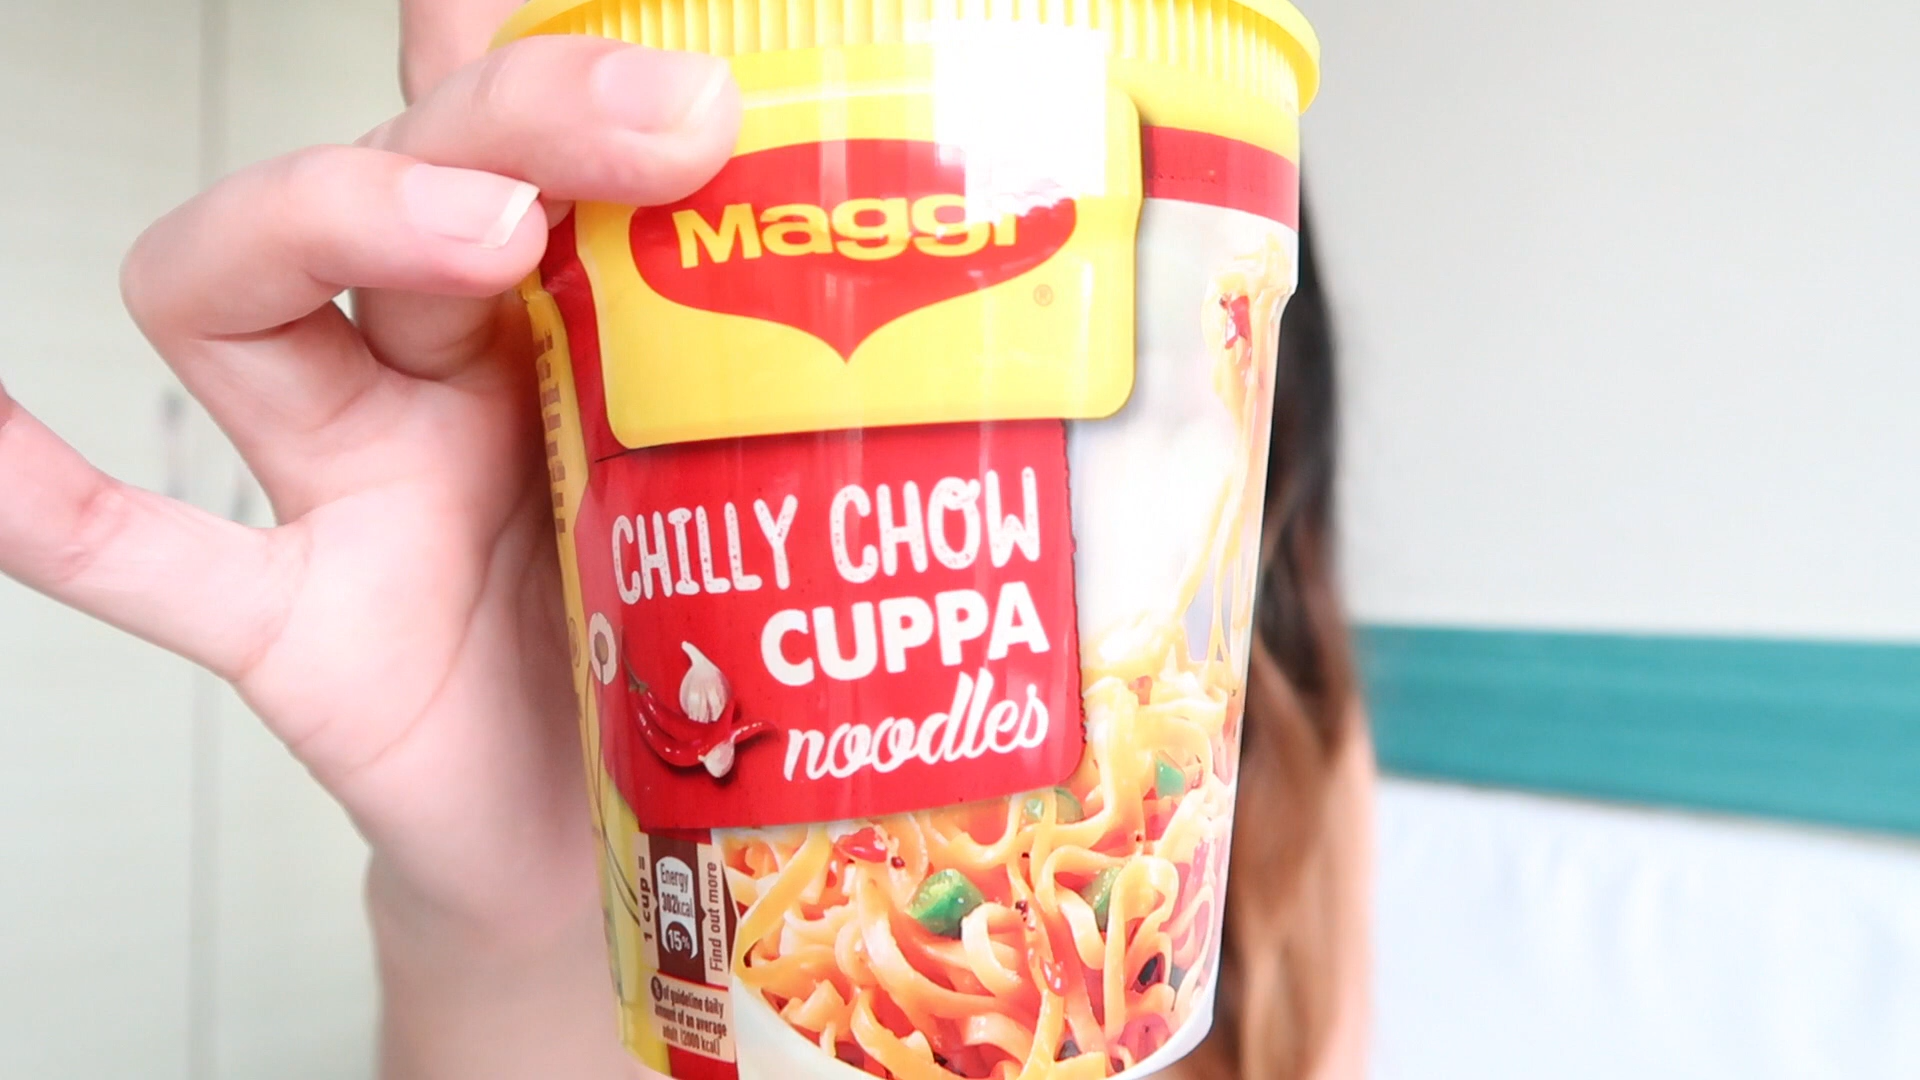 Maggi
®
CHILLY CHOW
CUPPA
noodles
1 cup =
Energy
302kcal
15%
Find out more
of guideline daily
amount of an average
adult (2000 kcal)